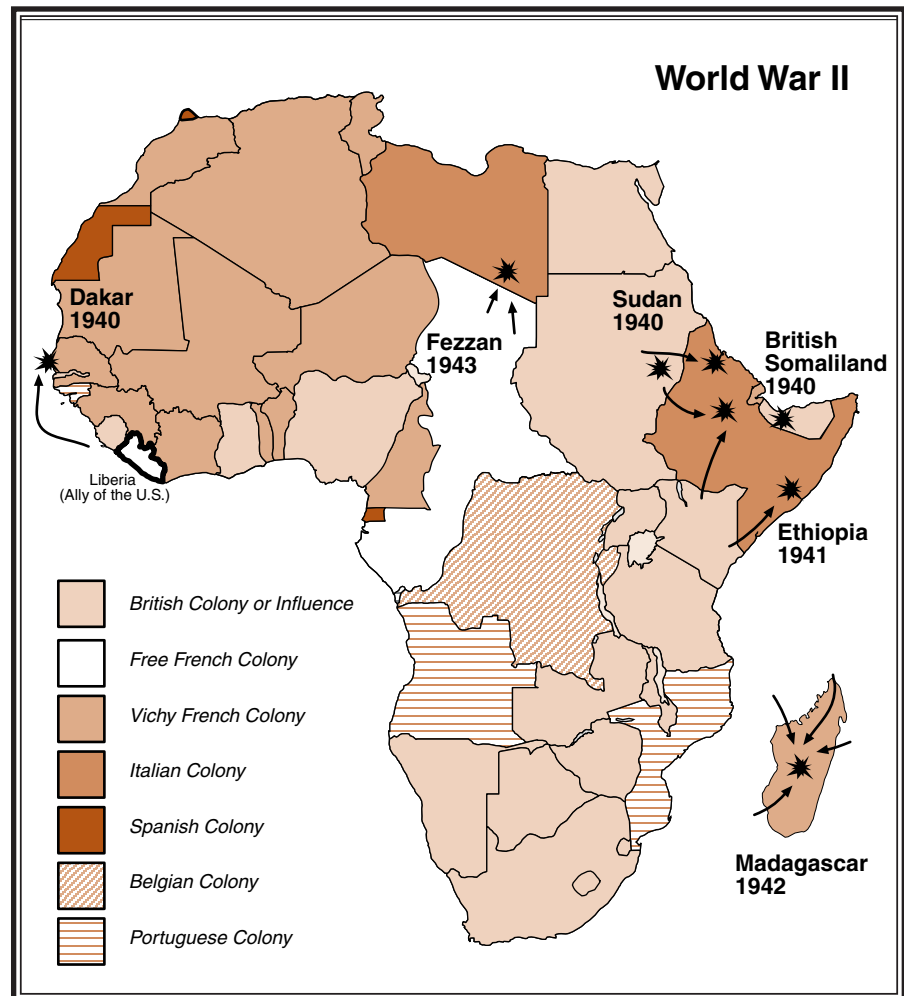 World War II
Dakar
1940
Fezzan
1943
Sudan
1940
British
Somaliland
1940
Liberia
(Ally of the U.S.)
Ethiopia
1941
British Colony or Influence
Free French Colony
Vichy French Colony
Italian Colony
Spanish Colony
Belgian Colony
Portuguese Colony
Madagascar
1942